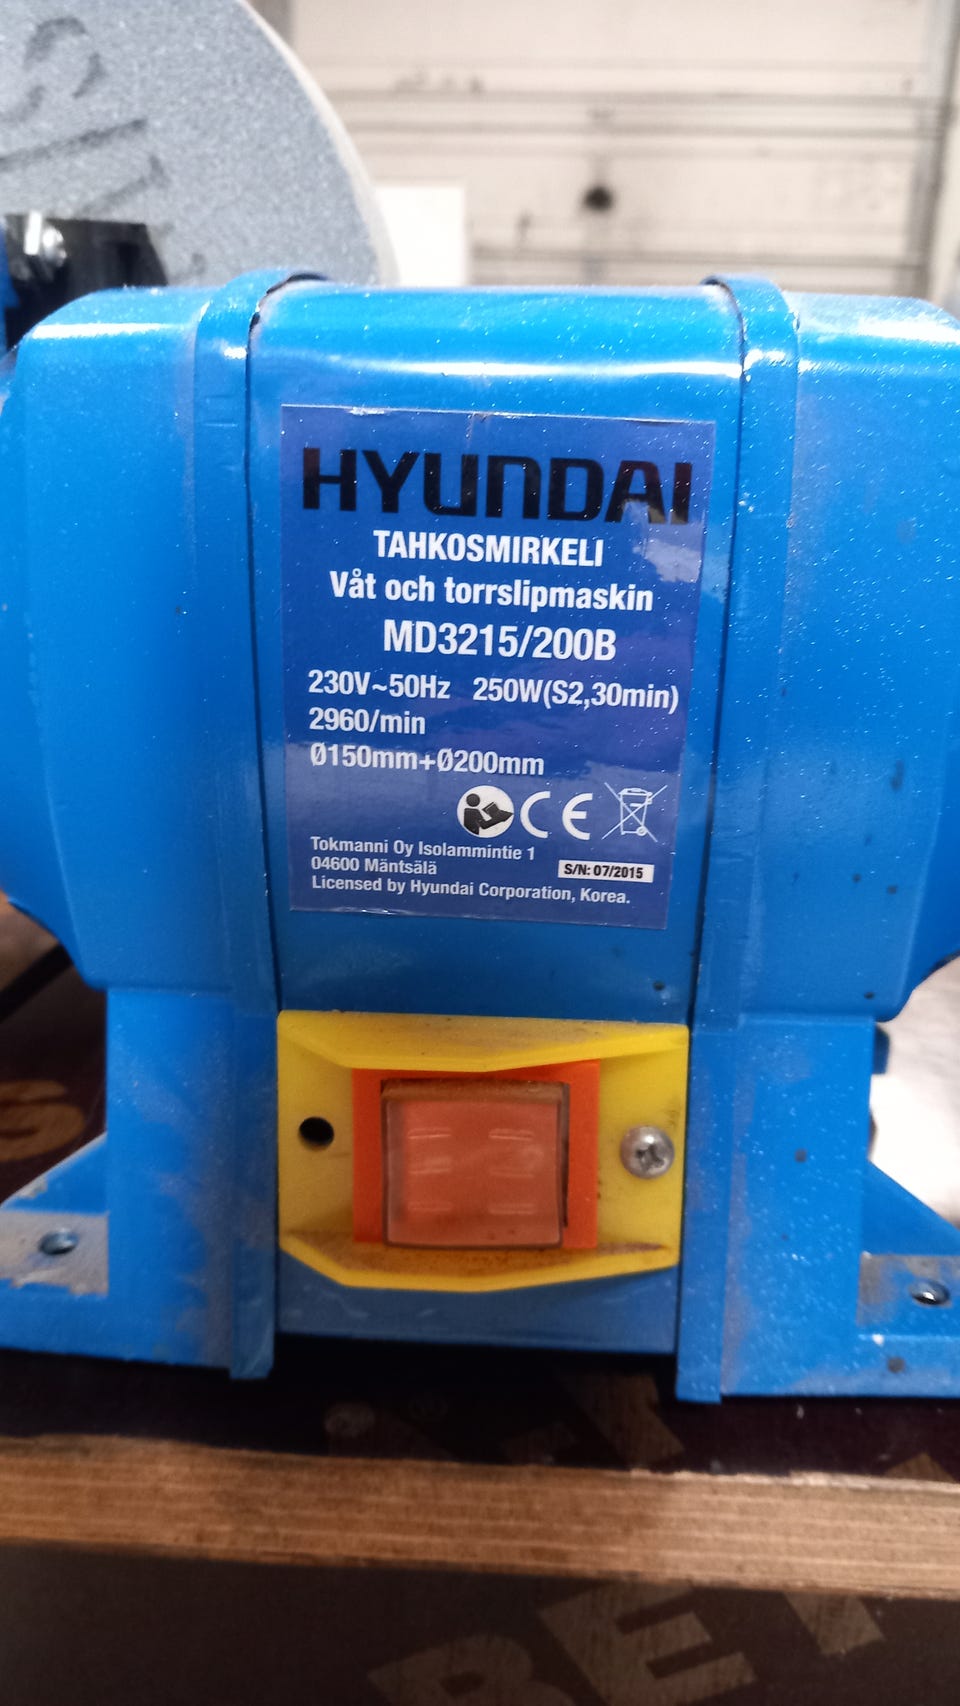 HYUNDAI
TAHKOSMIRKELI
Våt och torrslipmaskin
MD3215/200B
230V~50Hz 250W(S2,30min)
2960/min
Ø150mm+Ø200mm
CE
Tokmanni Oy Isolammintie 1
04600 Mäntsälä
S/N: 07/2015
Licensed by Hyundai Corporation, Korea.